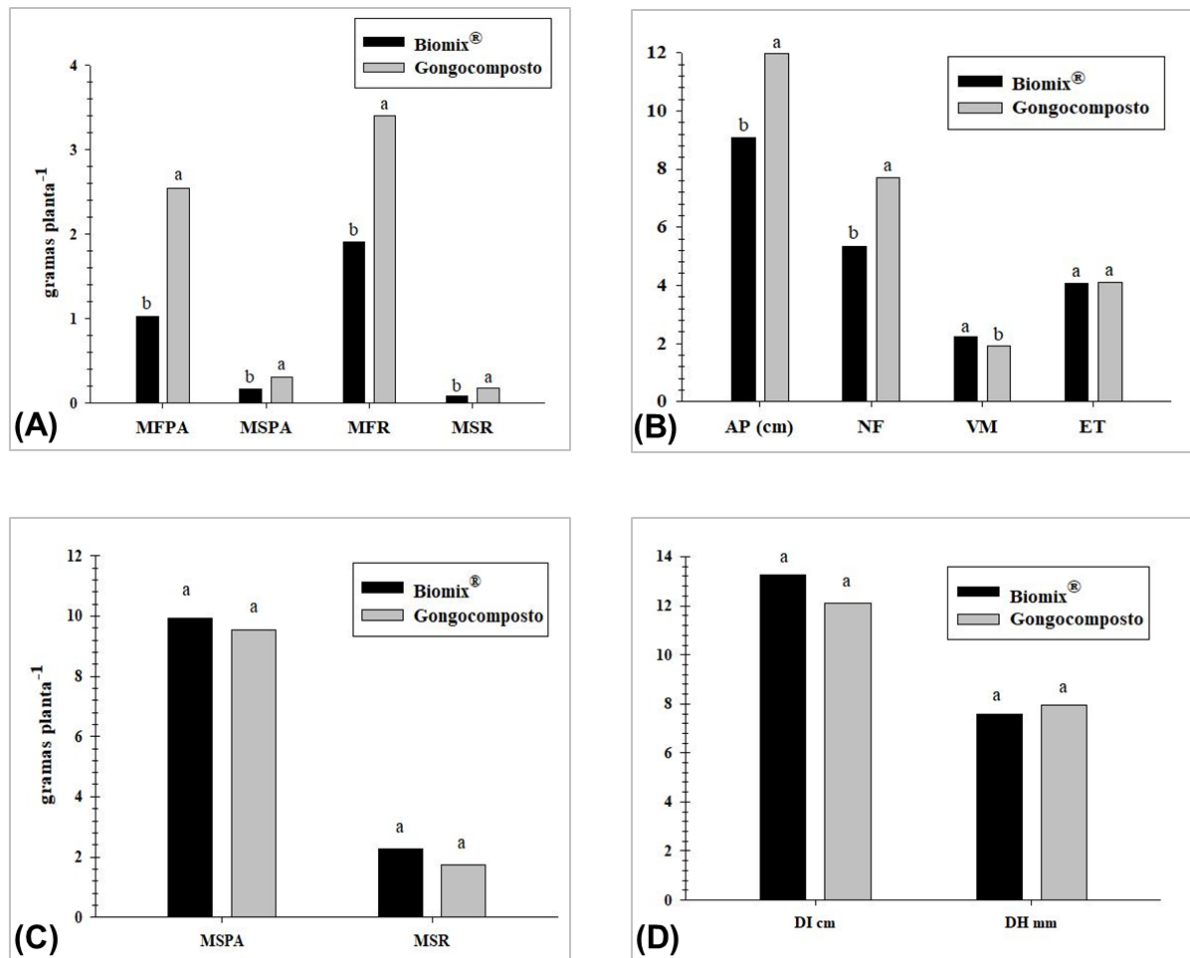 Biomix®
Gongocomposto
4
3
2
1
0
gramas planta⁻¹
b
a
b
a
b
a
b
a
MFPA MSPA MFR MSR
(A)
Biomix®
Gongocomposto
12
10
8
6
4
2
0
b
a
b
a
a
b
a
a
AP (cm) NF VM ET
(B)
Biomix®
Gongocomposto
12
10
8
6
4
2
0
gramas planta⁻¹
a
a
a
a
MSPA MSR
(C)
Biomix®
Gongocomposto
14
12
10
8
6
4
2
0
a
a
a
a
DI cm DH mm
(D)